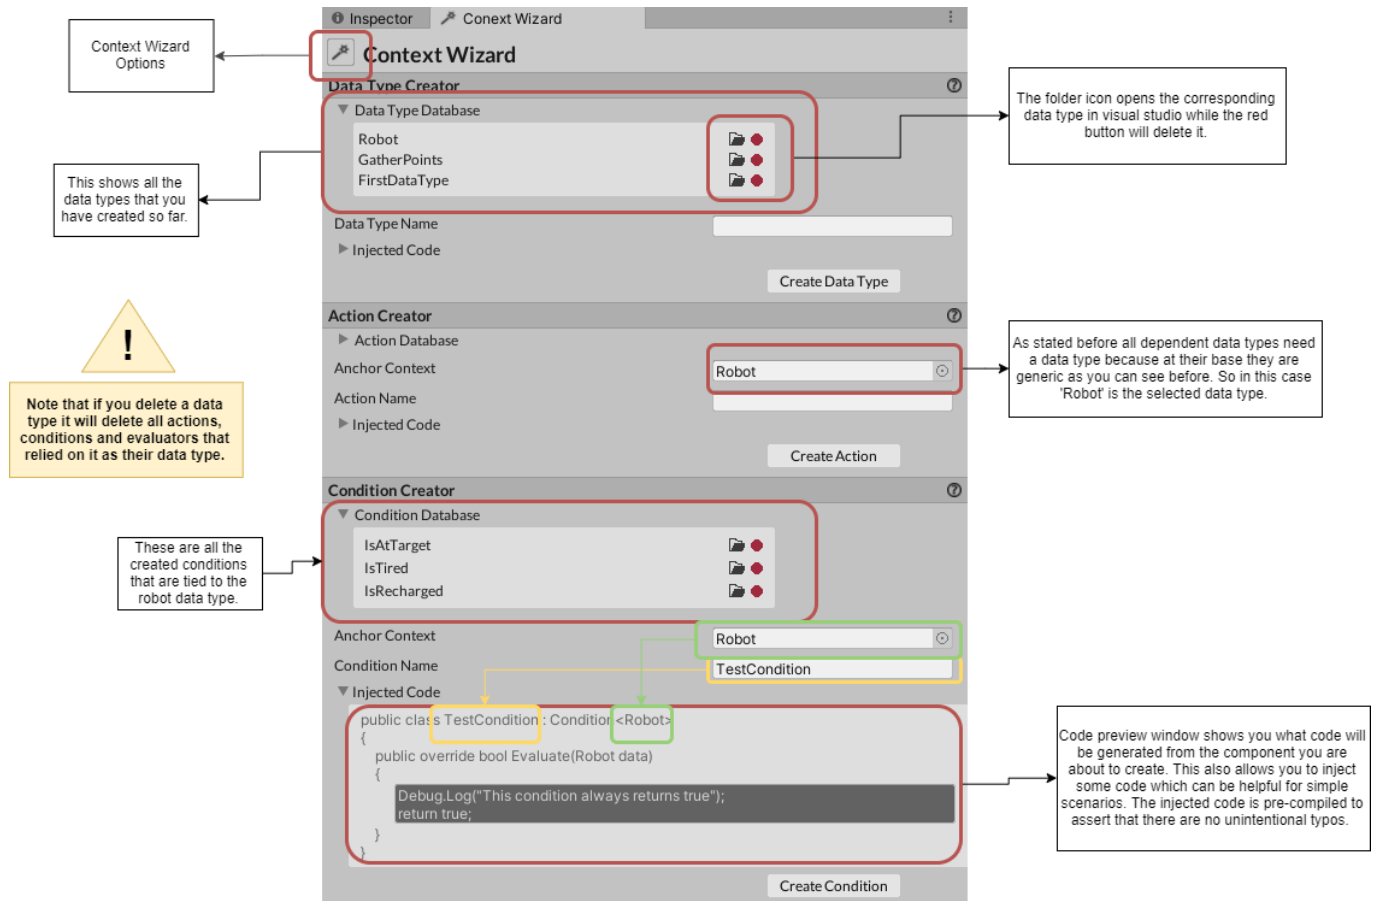 Inspector
Conext Wizard
Context Wizard
Context Wizard
Options
Data Type Creator
Data Type Database
Robot
GatherPoints
FirstDataType
The folder icon opens the corresponding
data type in visual studio while the red
button will delete it.
This shows all the
data types that you
have created so far.
Data Type Name
Injected Code
Create Data Type
!
Note that if you delete a data
type it will delete all actions,
conditions and evaluators that
relied on it as their data type.
Action Creator
Action Database
Anchor Context
Robot
Action Name
Injected Code
Create Action
As stated before all dependent data types need
a data type because at their base they are
generic as you can see before. So in this case
'Robot' is the selected data type.
Condition Creator
Condition Database
IsAtTarget
IsTired
IsRecharged
These are all the
created conditions
that are tied to the
robot data type.
Anchor Context
Robot
Condition Name
TestCondition
Injected Code
public class TestCondition : Condition <Robot>
{
public override bool Evaluate(Robot data)
{
Debug.Log("This condition always returns true");
return true;
}
}
Code preview window shows you what code will
be generated from the component you are
about to create. This also allows you to inject
some code which can be helpful for simple
scenarios. The injected code is pre-compiled to
assert that there are no unintentional typos.
Create Condition